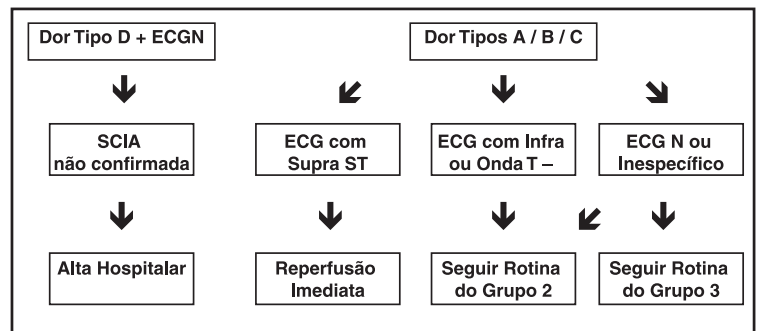 Dor Tipo D + ECGN
Dor Tipos A / B / C
SCIA
não confirmada
ECG com
Supra ST
ECG com Infra
ou Onda T –
ECG N ou
Inespecífico
Alta Hospitalar
Reperfusão
Imediata
Seguir Rotina
do Grupo 2
Seguir Rotina
do Grupo 3